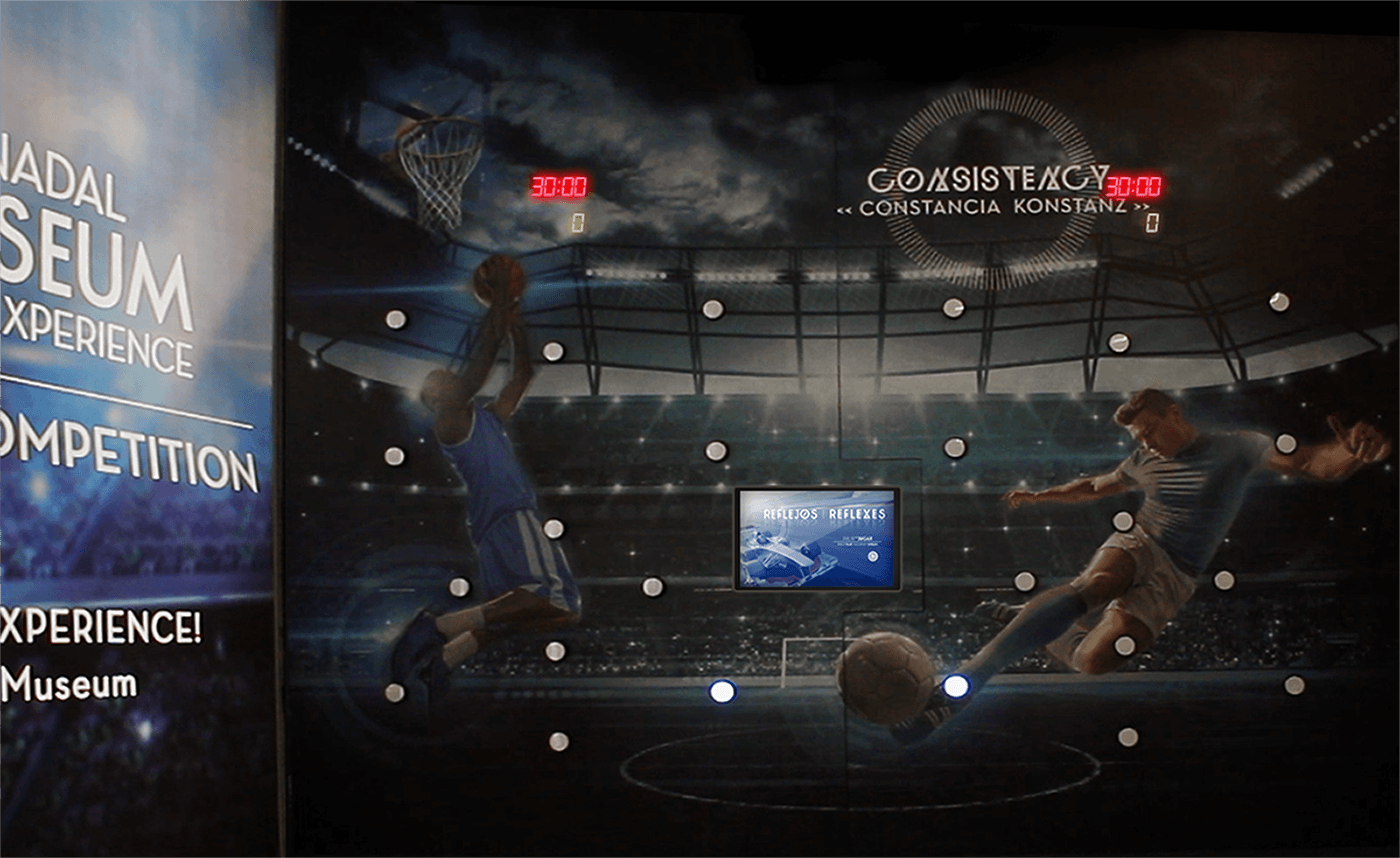 NADAL
SEUM
XPERIENCE
OMPETITION
XPERIENCE!
Museum
30:00
0
CONSISTENCY
<< CONSTANCIA KONSTANZ >>
30:00
0
REFLEJOS | REFLEXES